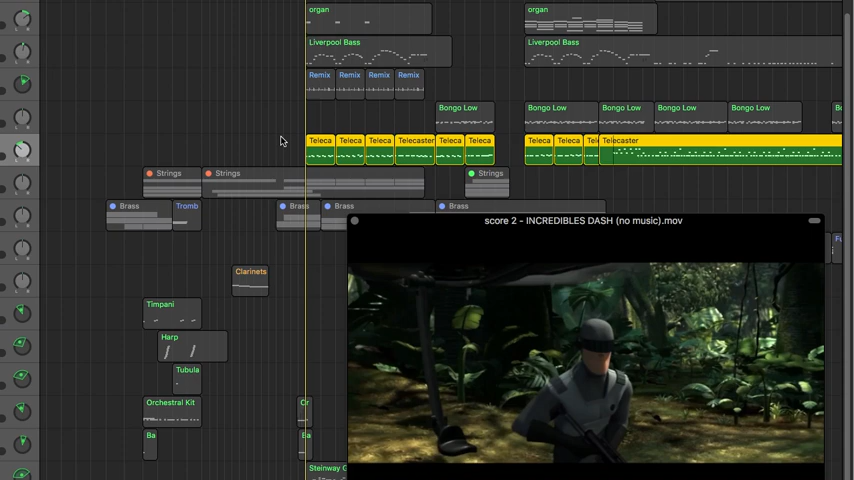 organ organ
Liverpool Bass Liverpool Bass
Remix Remix Remix Remix
Bongo Low Bongo Low Bongo Low Bongo Low Bongo Low
Teleca Teleca Teleca Telecaster Teleca Teleca Teleca Teleca Telecaster
Strings Strings Strings
Brass Tromb Brass Brass Brass
score 2 - INCREDIBLES DASH (no music).mov
Clarinets
Timpani
Harp
Tubula
Orchestral Kit
Ba Ba
Steinway G